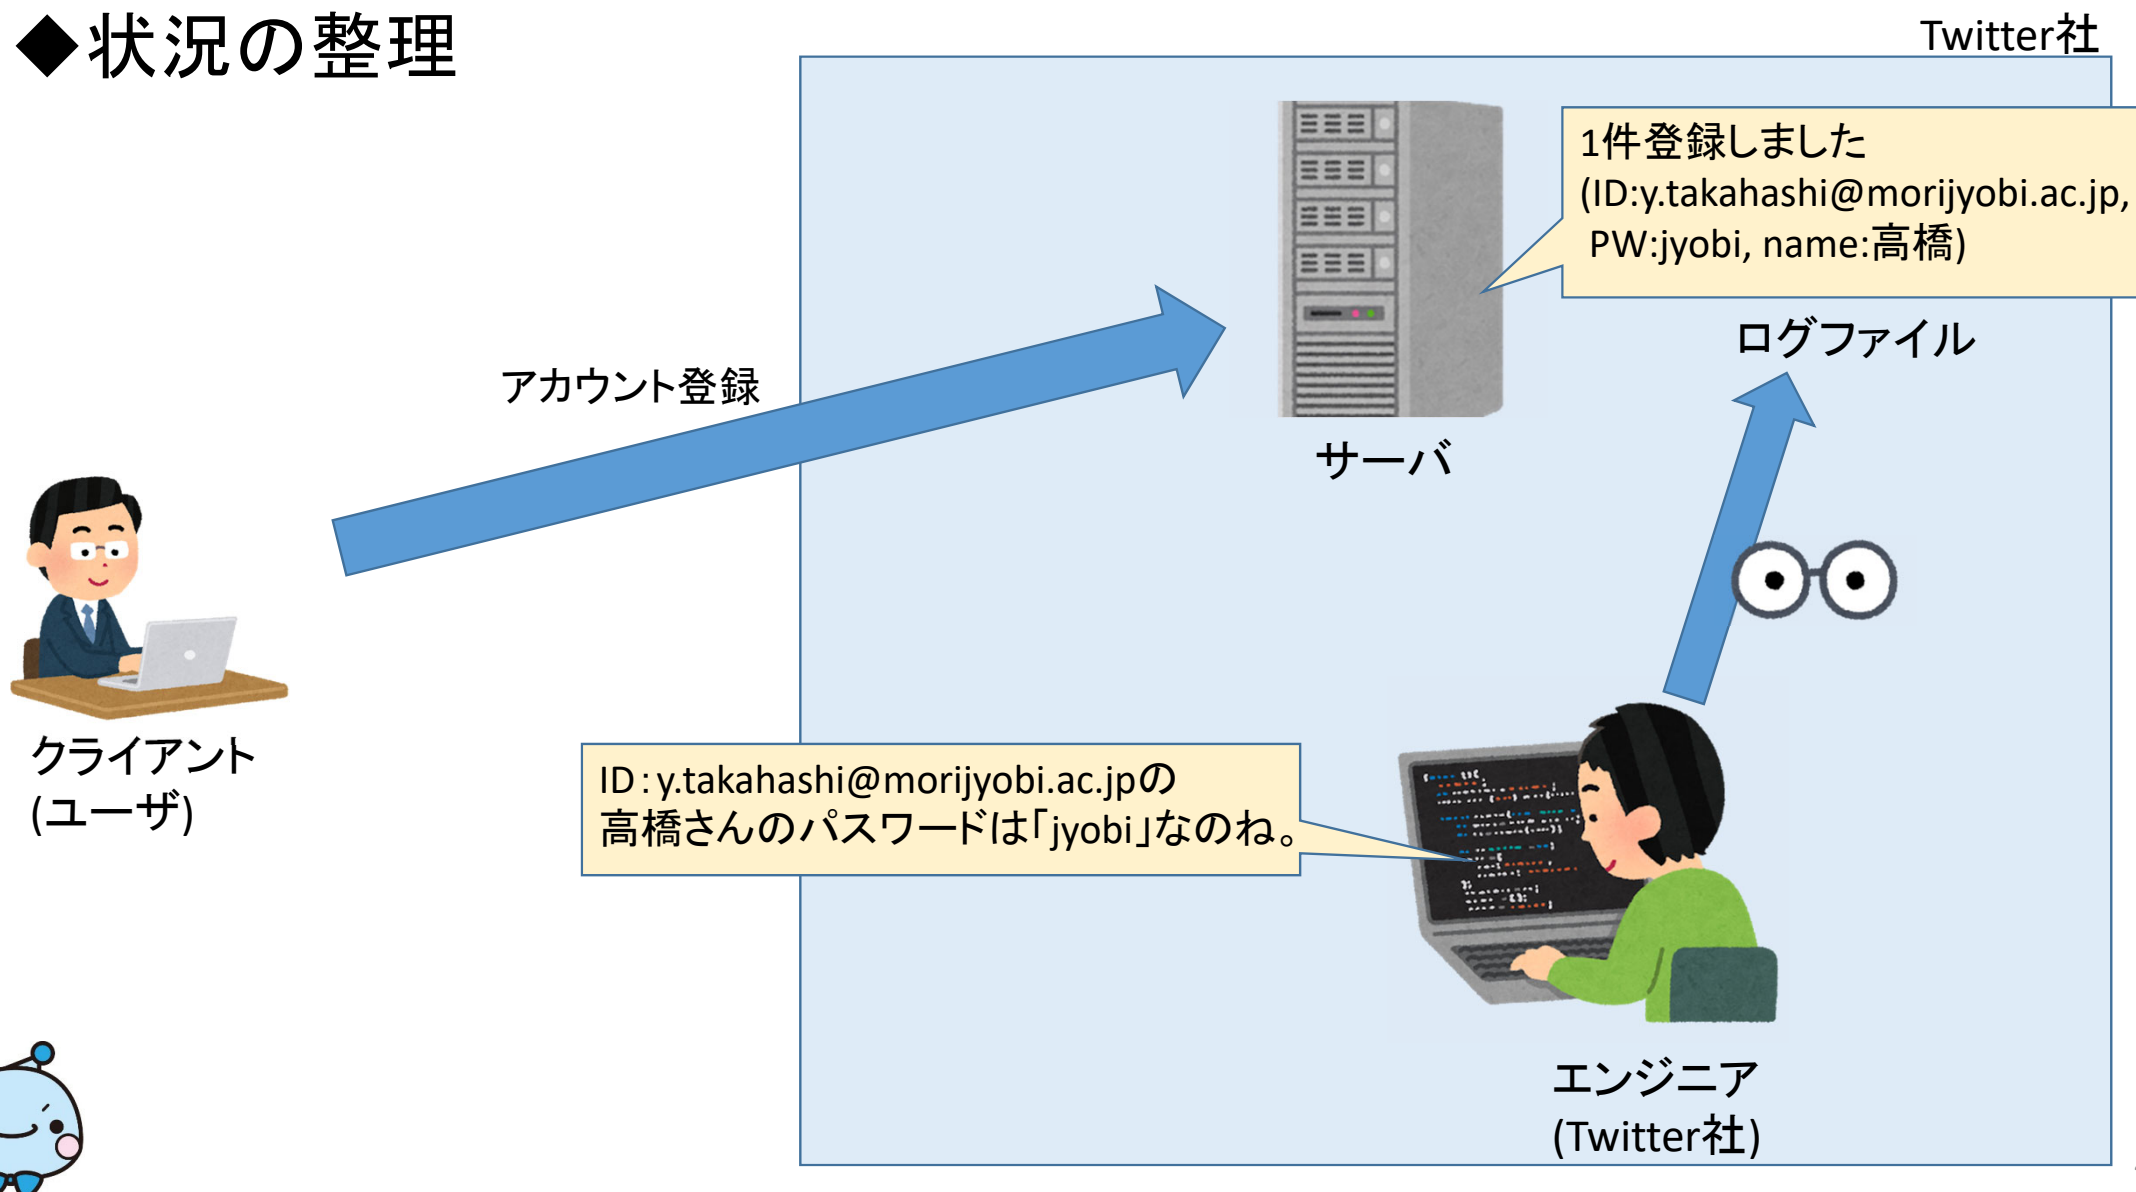 ◆状況の整理
Twitter社
1件登録しました
(ID:y.takahashi@morijyobi.ac.jp,
PW:jyobi, name:高橋)
ログファイル
アカウント登録
サーバ
クライアント
(ユーザ)
ID：y.takahashi@morijyobi.ac.jpの
高橋さんのパスワードは「jyobi」なのね。
エンジニア
(Twitter社)